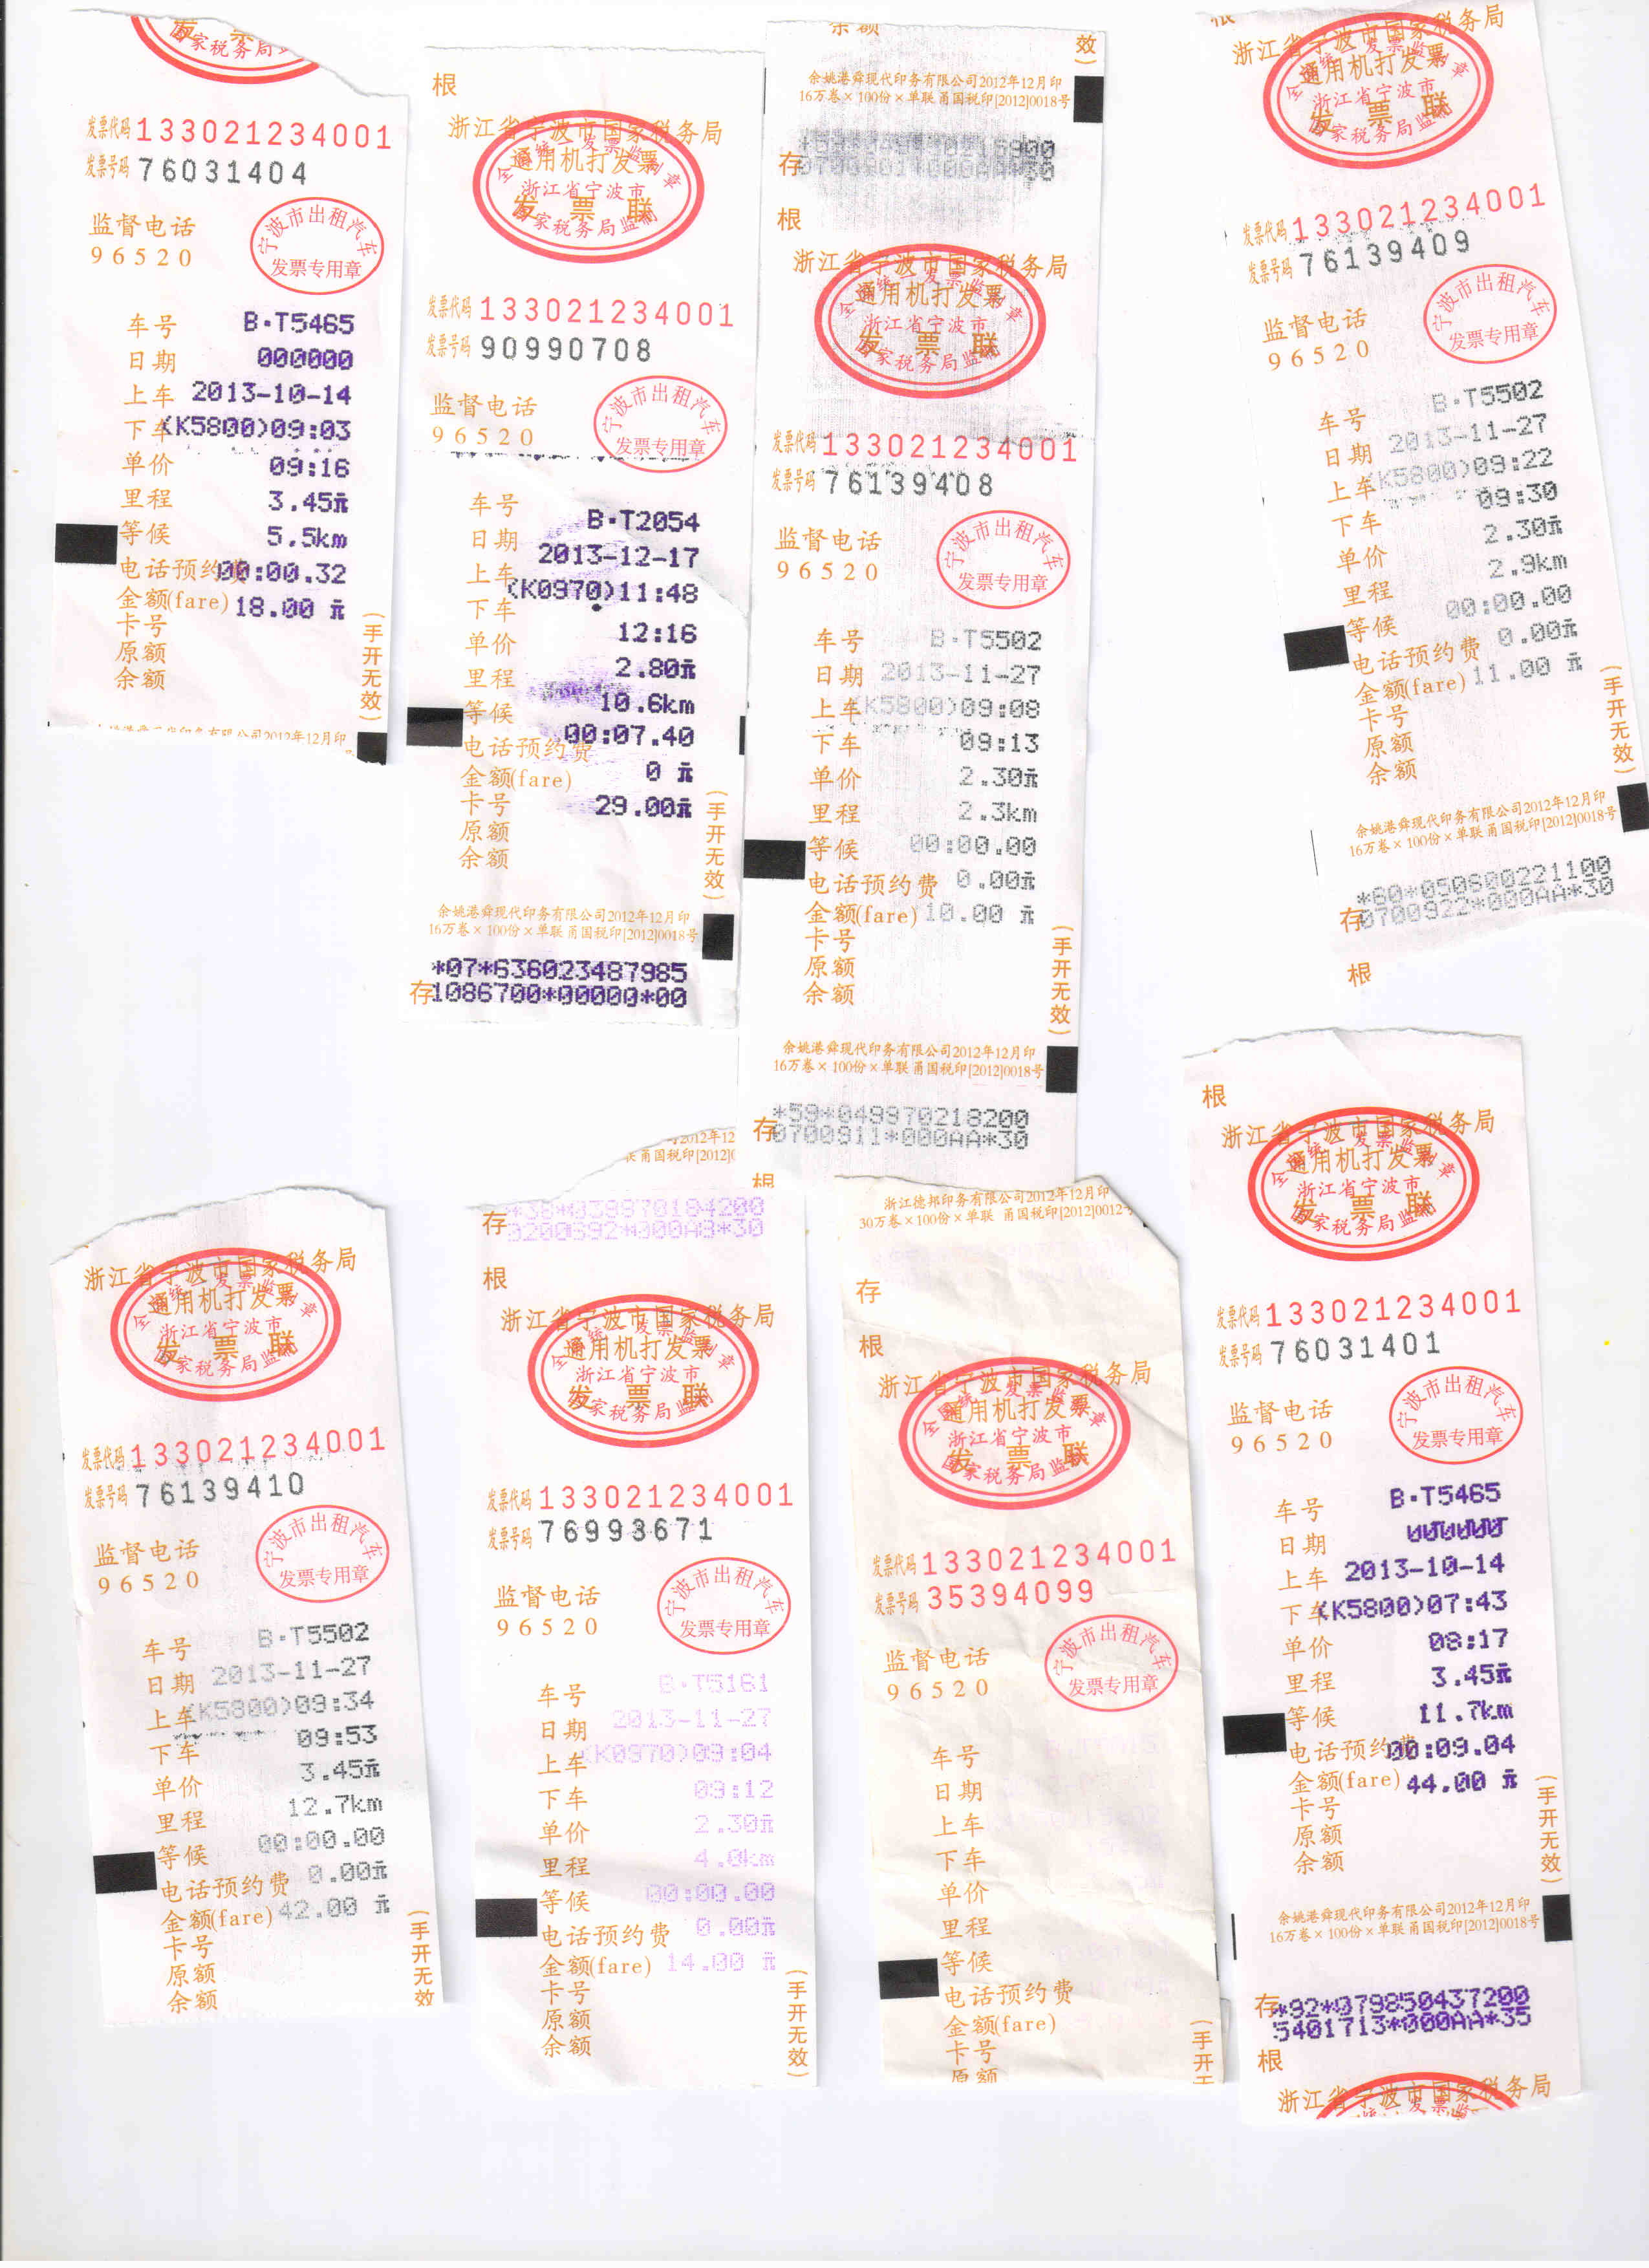 国家税务局
发票代码 133021234001
发票号码 76031404
监督电话
96520
宁波市出租汽车
发票专用章
车号 B·T5465
日期 000000
上车 2013-10-14
下车 (K5800)09:03
单价 09:16
里程 3.45元
等候 5.5km
电话预约费 00:00.32
金额(fare) 18.00 元
卡号
原额
余额
(手开无效)
公司2012年12月印
根
浙江省宁波市国家税务局
通用机打发票
全国统一发票监制章
浙江省宁波市
发票联
国家税务局监制
发票代码 133021234001
发票号码 90990708
监督电话
96520
宁波市出租汽车
发票专用章
车号 B·T2054
日期 2013-12-17
上车 (K0970)11:48
下车
单价 12:16
里程 2.80元
等候 10.6km
电话预约费 00:07.40
金额(fare) 0 元
卡号 29.00元
原额
余额
(手开无效)
余姚港舜现代印务有限公司2012年12月印
16万卷×100份×单联 甬国税印[2012]0018号
*07*636023487985
存 1086700*00000*00
余额
效)
余姚港舜现代印务有限公司2012年12月印
16万卷×100份×单联 甬国税印[2012]0018号
存
根
浙江省宁波市国家税务局
通用机打发票
全国统一发票监制章
浙江省宁波市
发票联
国家税务局监制
发票代码 133021234001
发票号码 76139408
监督电话
96520
宁波市出租汽车
发票专用章
车号 B·T5502
日期 2013-11-27
上车 (K5800)09:08
下车 09:13
单价 2.30元
里程 2.3km
等候 00:00.00
电话预约费 0.00元
金额(fare) 10.00 元
卡号
原额
余额
(手开无效)
余姚港舜现代印务有限公司2012年12月印
16万卷×100份×单联 甬国税印[2012]0018号
*59*049970218200
存 0700911*000AA*30
根
浙江省宁波市国家税务局
通用机打发票
全国统一发票监制章
浙江省宁波市
发票联
国家税务局监制
发票代码 133021234001
发票号码 76139409
监督电话
96520
宁波市出租汽车
发票专用章
车号 B·T5502
日期 2013-11-27
上车 (K5800)09:22
下车 09:30
单价 2.30元
里程 2.9km
等候 00:00.00
电话预约费 0.00元
金额(fare) 11.00 元
卡号
原额
余额
(手开无效)
余姚港舜现代印务有限公司2012年12月印
16万卷×100份×单联 甬国税印[2012]0018号
*60*050800221100
存 0700922*000AA*30
根
浙江省宁波市国家税务局
通用机打发票
全国统一发票监制章
浙江省宁波市
发票联
国家税务局监制
发票代码 133021234001
发票号码 76139410
监督电话
96520
宁波市出租汽车
发票专用章
车号 B·T5502
日期 2013-11-27
上车 (K5800)09:34
下车 09:53
单价 3.45元
里程 12.7km
等候 00:00.00
电话预约费 0.00元
金额(fare) 42.00 元
卡号
原额
余额
(手开无效
2012年12
甬国税印[2012]0
根
*38*0389970184200
存 0200692*000AB*30
根
浙江省宁波市国家税务局
通用机打发票
全国统一发票监制章
浙江省宁波市
发票联
国家税务局监制
发票代码 133021234001
发票号码 76993671
监督电话
96520
宁波市出租汽车
发票专用章
车号 B·T5161
日期 2013-11-27
上车 (K0970)09:04
下车 09:12
单价 2.30元
里程 4.0km
等候 00:00.00
电话预约费 0.00元
金额(fare) 14.00 元
卡号
原额
余额
(手开无效)
浙江德邦印务有限公司2012年12月印
30万卷×100份×单联 甬国税印[2012]0012
存
根
浙江省宁波市国家税务局
通用机打发票
全国统一发票监制章
浙江省宁波市
发票联
国家税务局监制
发票代码 133021234001
发票号码 35394099
监督电话
96520
宁波市出租汽车
发票专用章
车号
日期
上车
下车
单价
里程
等候
电话预约费
金额(fare)
卡号
原额
(手开
根
浙江省宁波市国家税务局
通用机打发票
全国统一发票监制章
浙江省宁波市
发票联
国家税务局监制
发票代码 133021234001
发票号码 76031401
监督电话
96520
宁波市出租汽车
发票专用章
车号 B·T5465
日期 000000
上车 2013-10-14
下车 (K5800)07:43
单价 08:17
里程 3.45元
等候 11.7km
电话预约费 00:09.04
金额(fare) 44.00 元
卡号
原额
余额
(手开无效)
余姚港舜现代印务有限公司2012年12月印
16万卷×100份×单联 甬国税印[2012]0018号
存 *92*079850437200
5401713*000AA*35
根
浙江省宁波市国家税务局